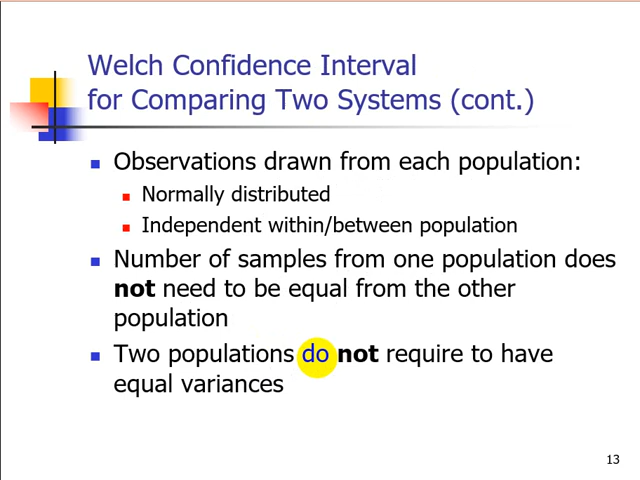 Welch Confidence Interval
for Comparing Two Systems (cont.)
Observations drawn from each population:
Normally distributed
Independent within/between population
Number of samples from one population does
not need to be equal from the other
population
Two populations do not require to have
equal variances
13